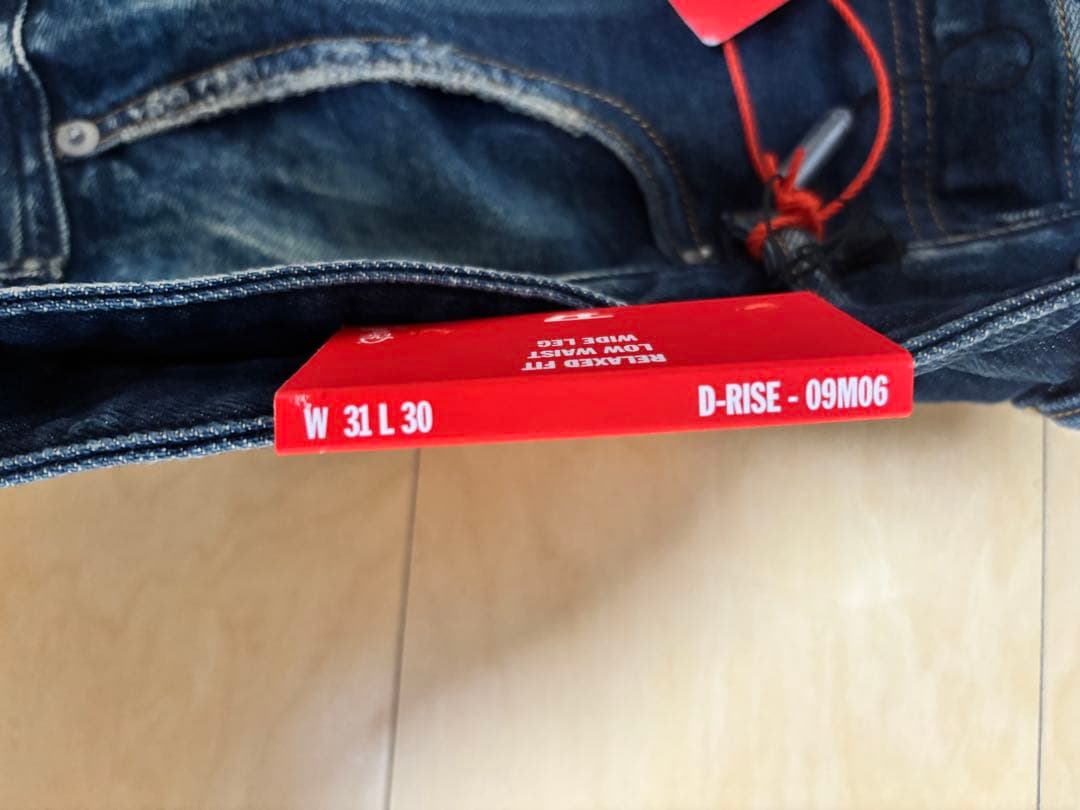 RELAXED FIT
LOW WAIST
WIDE LEG
W 31 L 30
D-RISE - 09M06